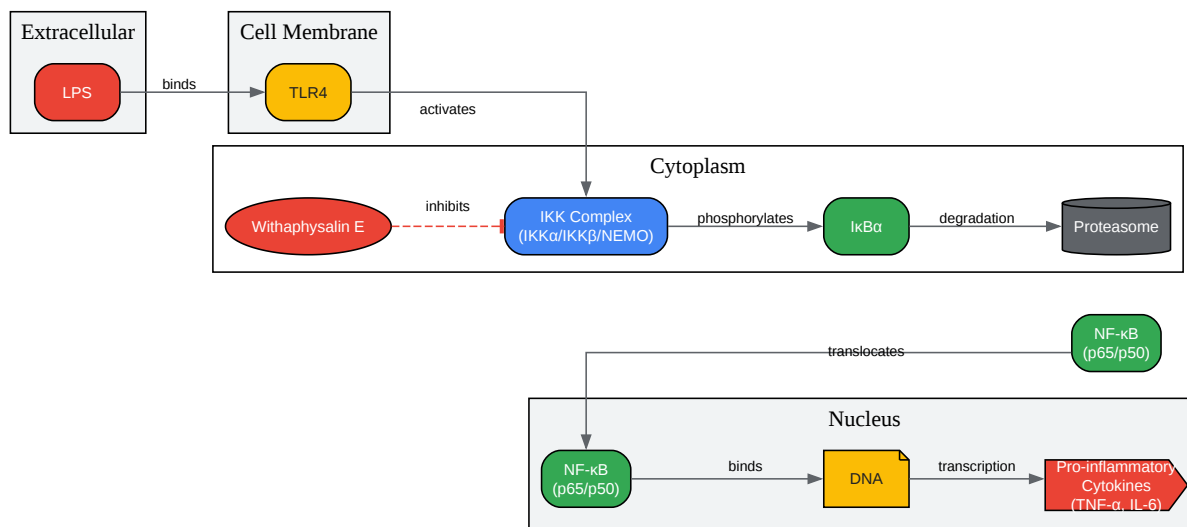 Extracellular
Cell Membrane
LPS
binds
TLR4
activates
Cytoplasm
Withaphysalin E
inhibits
IKK Complex
(IKKα/IKKβ/NEMO)
phosphorylates
IκBα
degradation
Proteasome
NF-κB
(p65/p50)
translocates
Nucleus
NF-κB
(p65/p50)
binds
DNA
transcription
Pro-inflammatory
Cytokines
(TNF-α, IL-6)